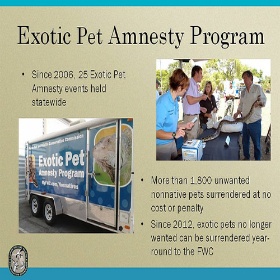 Exotic Pet Amnesty Program
• Since 2006, 25 Exotic Pet
Amnesty events held
statewide
Exotic Pet
Amnesty Program
• More than 1,800 unwanted
nonnative pets surrendered at no
cost or penalty
• Since 2012, exotic pets no longer
wanted can be surrendered year-
round to the FWC